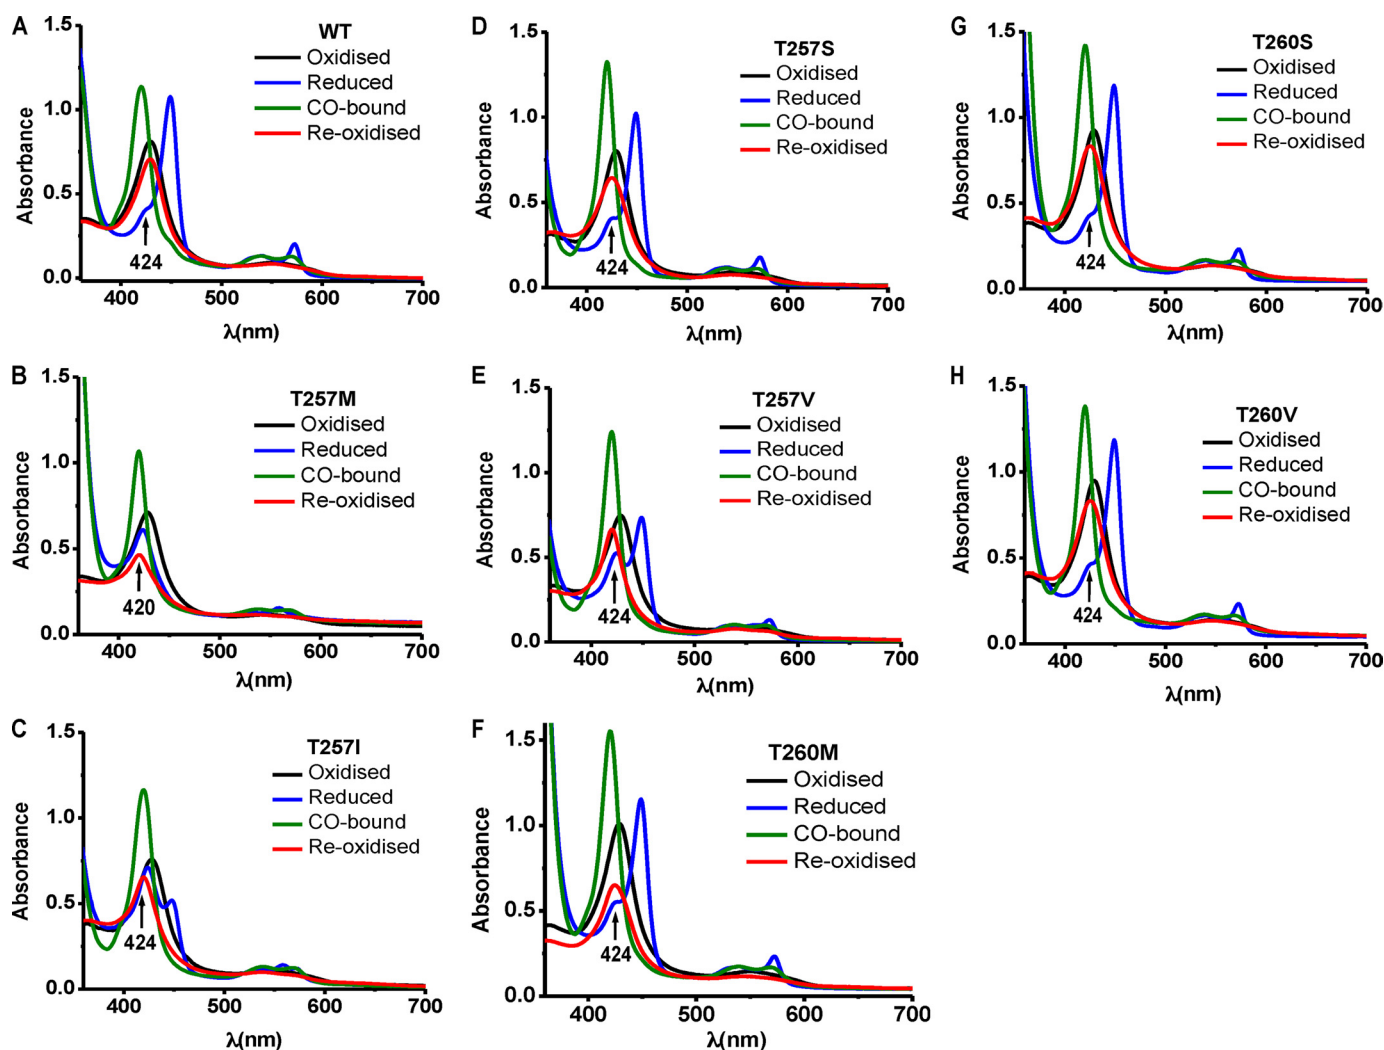 A
WT
Oxidised
Reduced
CO-bound
Re-oxidised
Absorbance
1.5
1.0
0.5
0.0
424
400 500 600 700
λ(nm)
B
T257M
Oxidised
Reduced
CO-bound
Re-oxidised
Absorbance
1.5
1.0
0.5
0.0
420
400 500 600 700
λ(nm)
C
T257I
Oxidised
Reduced
CO-bound
Re-oxidised
Absorbance
1.5
1.0
0.5
0.0
424
400 500 600 700
λ(nm)
D
T257S
Oxidised
Reduced
CO-bound
Re-oxidised
Absorbance
1.5
1.0
0.5
0.0
424
400 500 600 700
λ(nm)
E
T257V
Oxidised
Reduced
CO-bound
Re-oxidised
Absorbance
1.5
1.0
0.5
0.0
424
400 500 600 700
λ(nm)
F
T260M
Oxidised
Reduced
CO-bound
Re-oxidised
Absorbance
1.5
1.0
0.5
0.0
424
400 500 600 700
λ(nm)
G
T260S
Oxidised
Reduced
CO-bound
Re-oxidised
Absorbance
1.5
1.0
0.5
0.0
424
400 500 600 700
λ(nm)
H
T260V
Oxidised
Reduced
CO-bound
Re-oxidised
Absorbance
1.5
1.0
0.5
0.0
424
400 500 600 700
λ(nm)